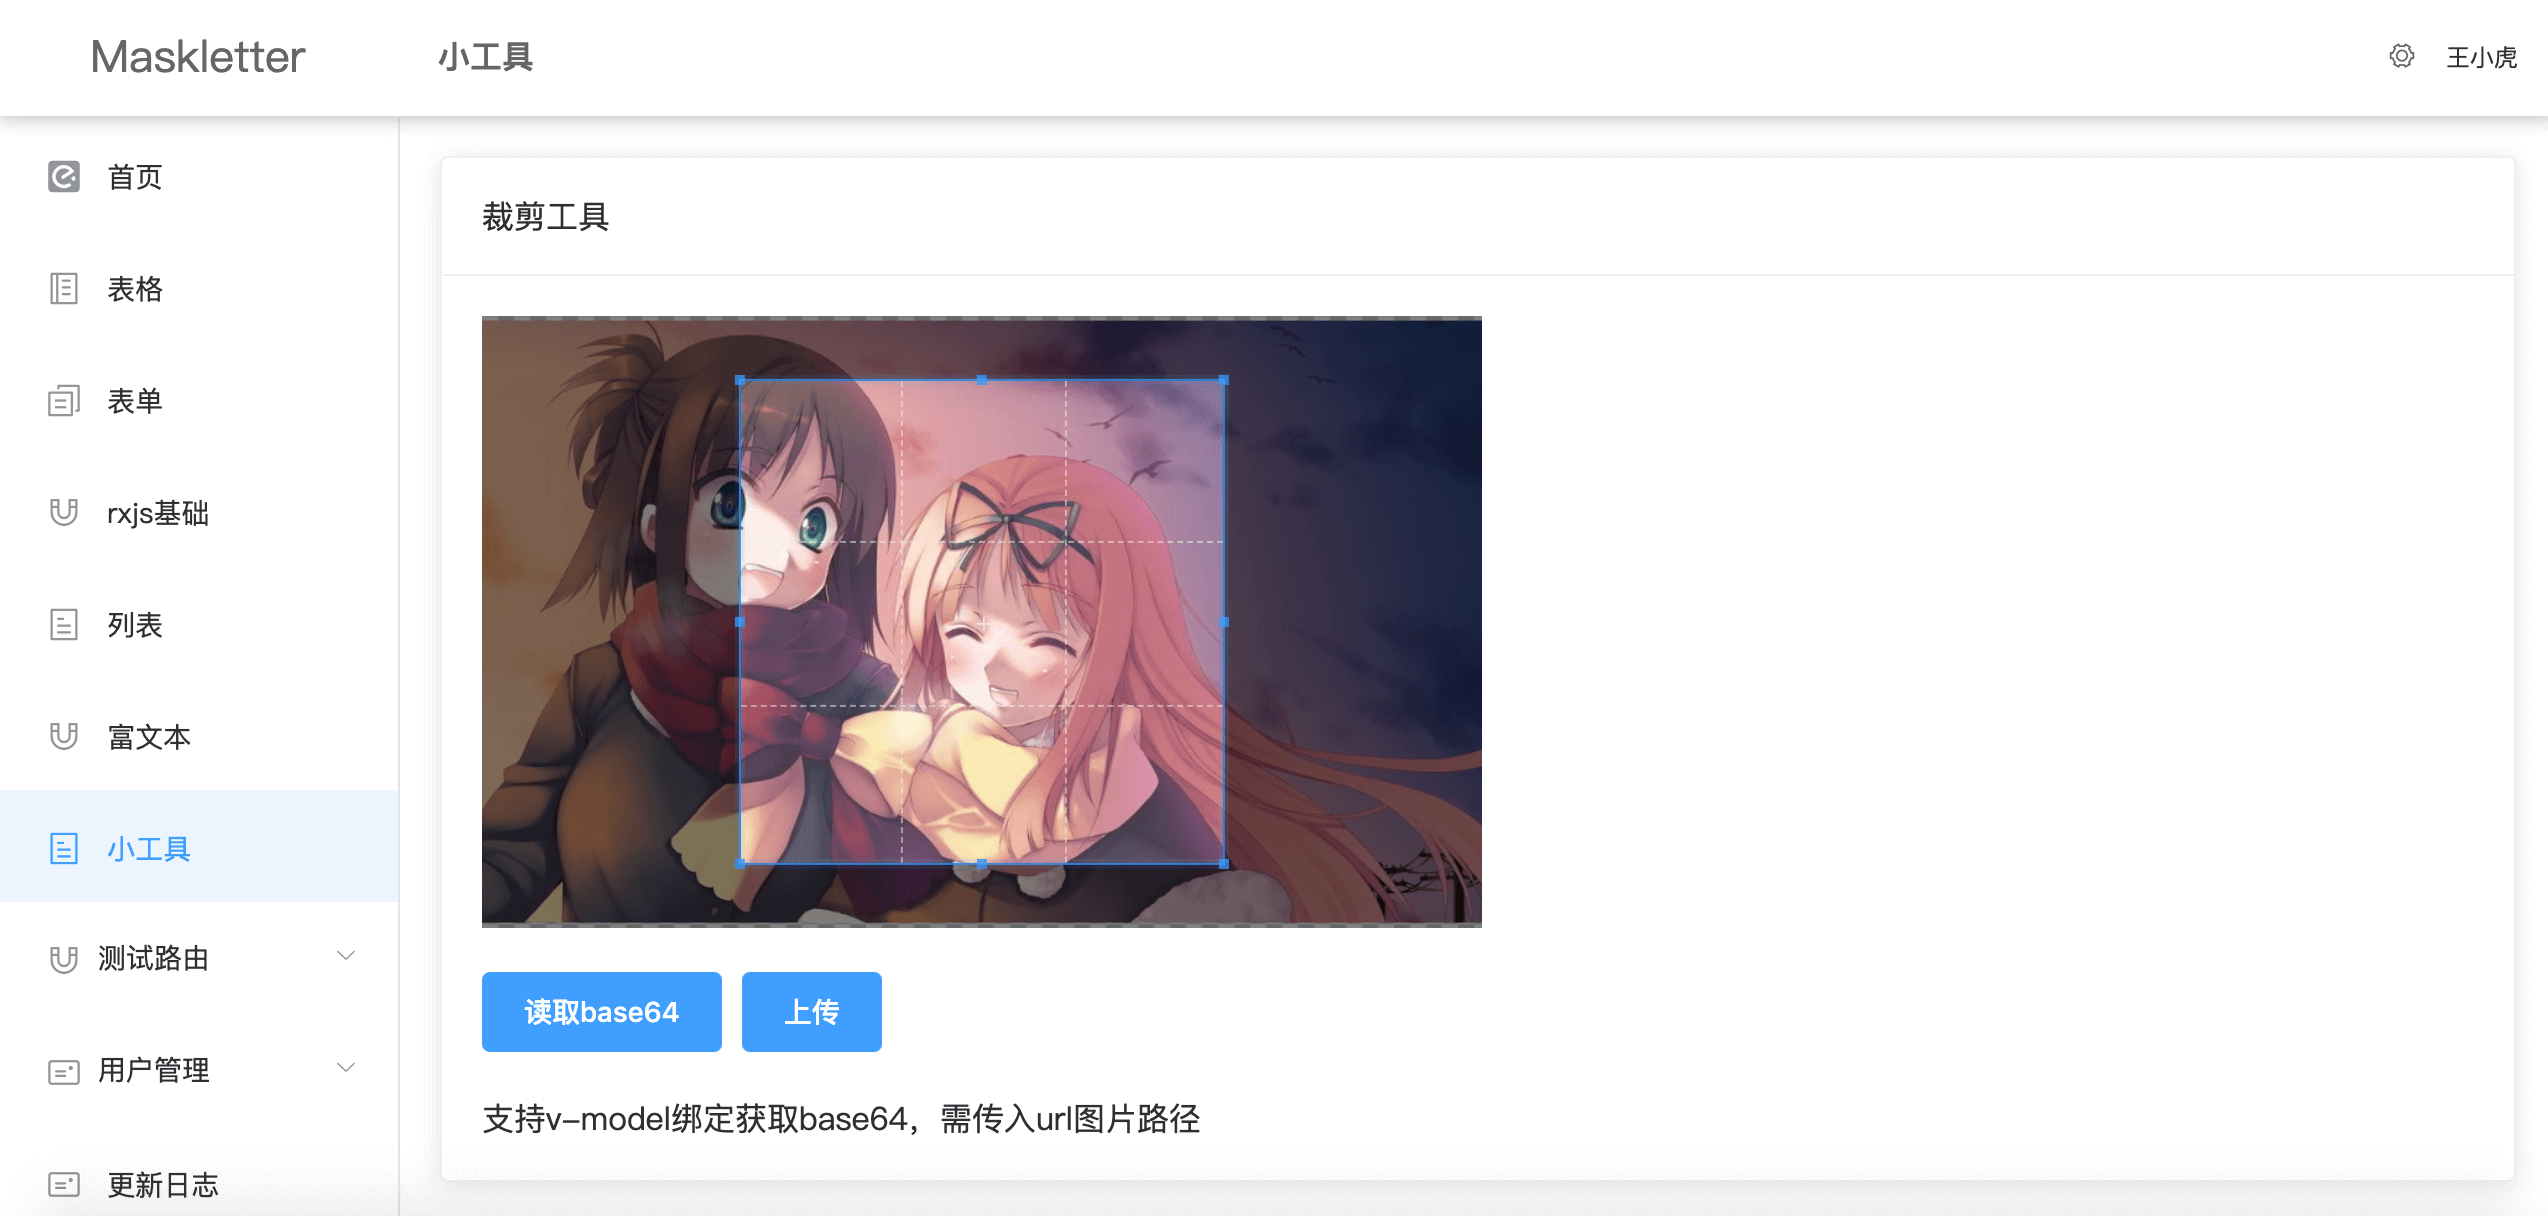 Maskletter
小工具
王小虎
首页
表格
表单
rxjs基础
列表
富文本
小工具
测试路由
用户管理
更新日志
裁剪工具
读取base64
上传
支持v-model绑定获取base64，需传入url图片路径